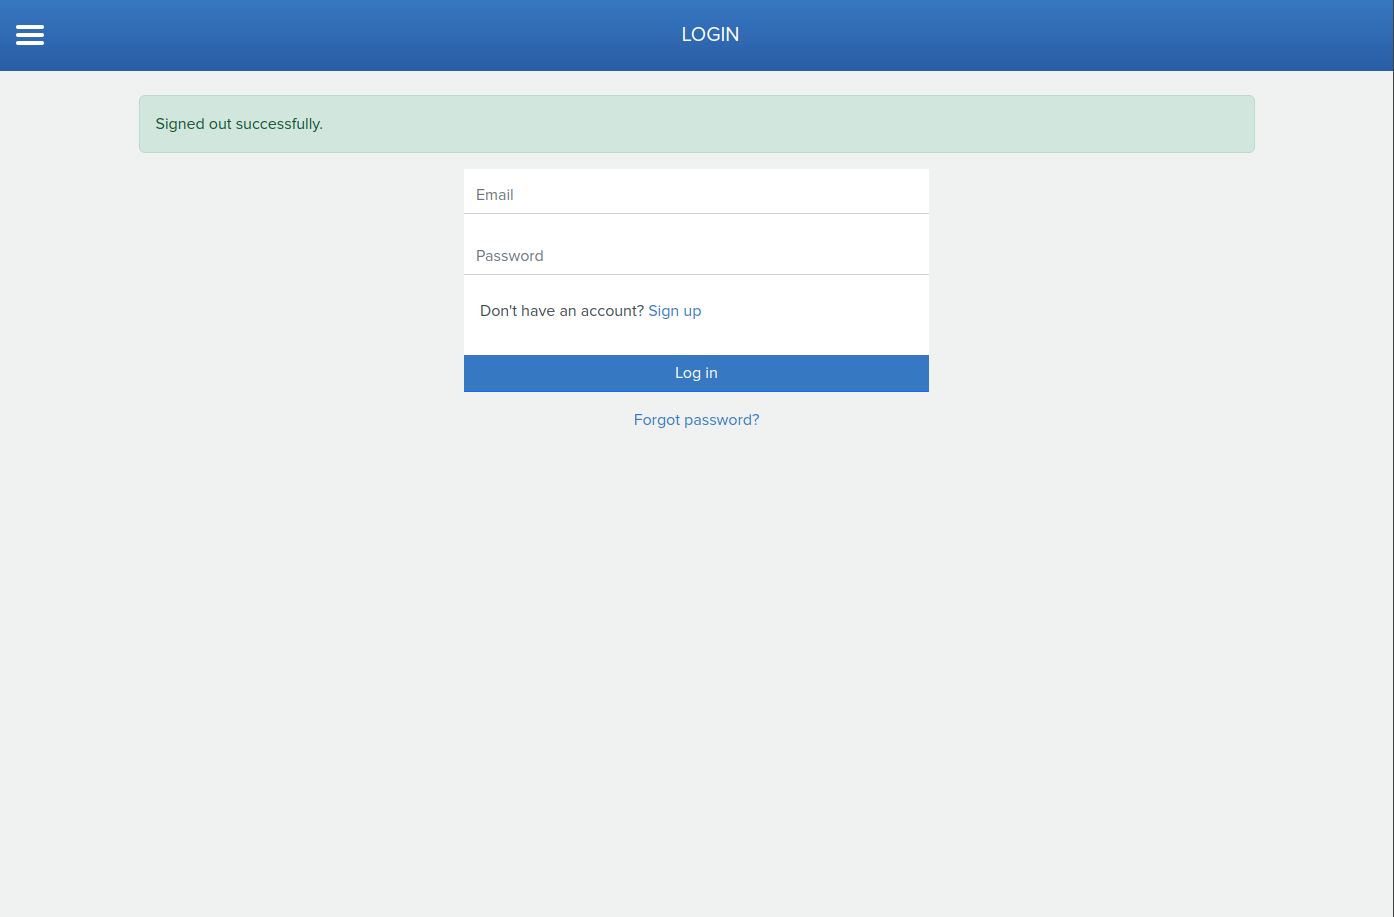 LOGIN
Signed out successfully.
Email
Password
Don't have an account? Sign up
Log in
Forgot password?